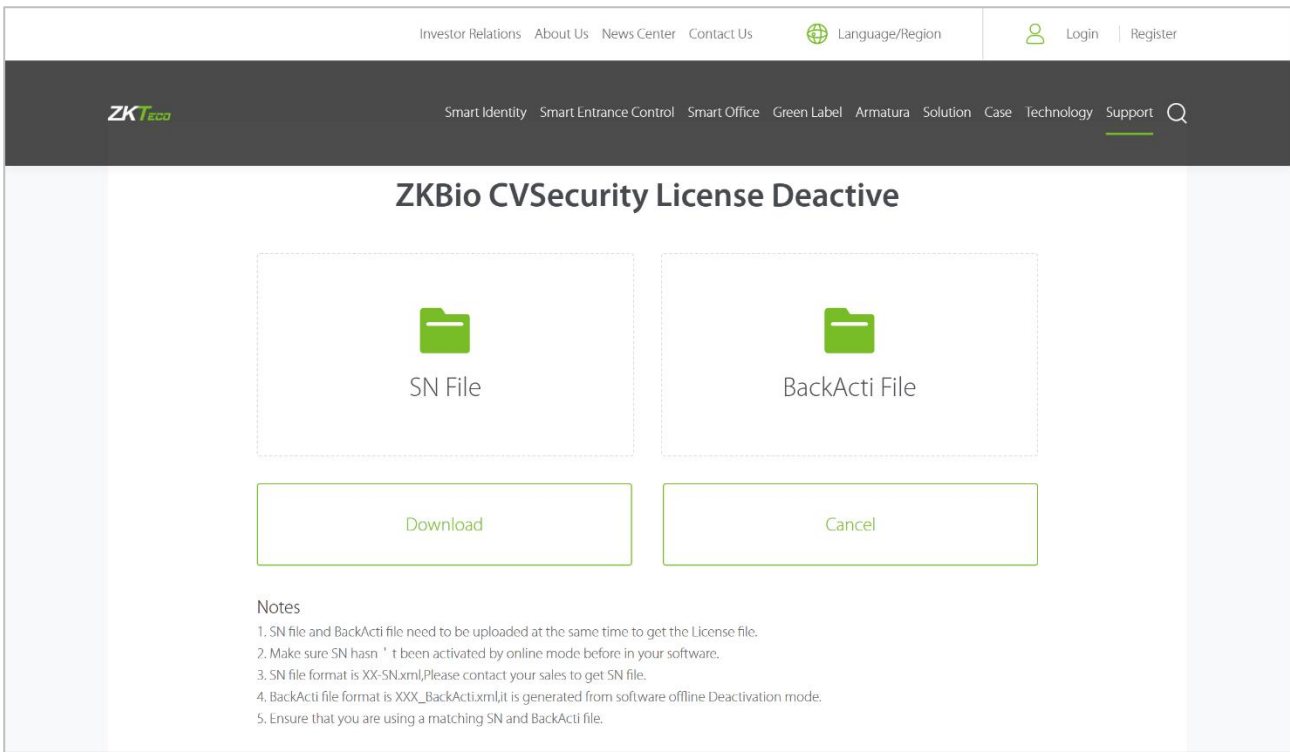 Investor Relations About Us News Center Contact Us Language/Region Login Register
ZKTeco Smart Identity Smart Entrance Control Smart Office Green Label Armatura Solution Case Technology Support
ZKBio CVSecurity License Deactive
SN File BackActi File
Download Cancel
Notes
1. SN file and BackActi file need to be uploaded at the same time to get the License file.
2. Make sure SN hasn ' t been activated by online mode before in your software.
3. SN file format is XX-SN.xml,Please contact your sales to get SN file.
4. BackActi file format is XXX_BackActi.xml,it is generated from software offline Deactivation mode.
5. Ensure that you are using a matching SN and BackActi file.